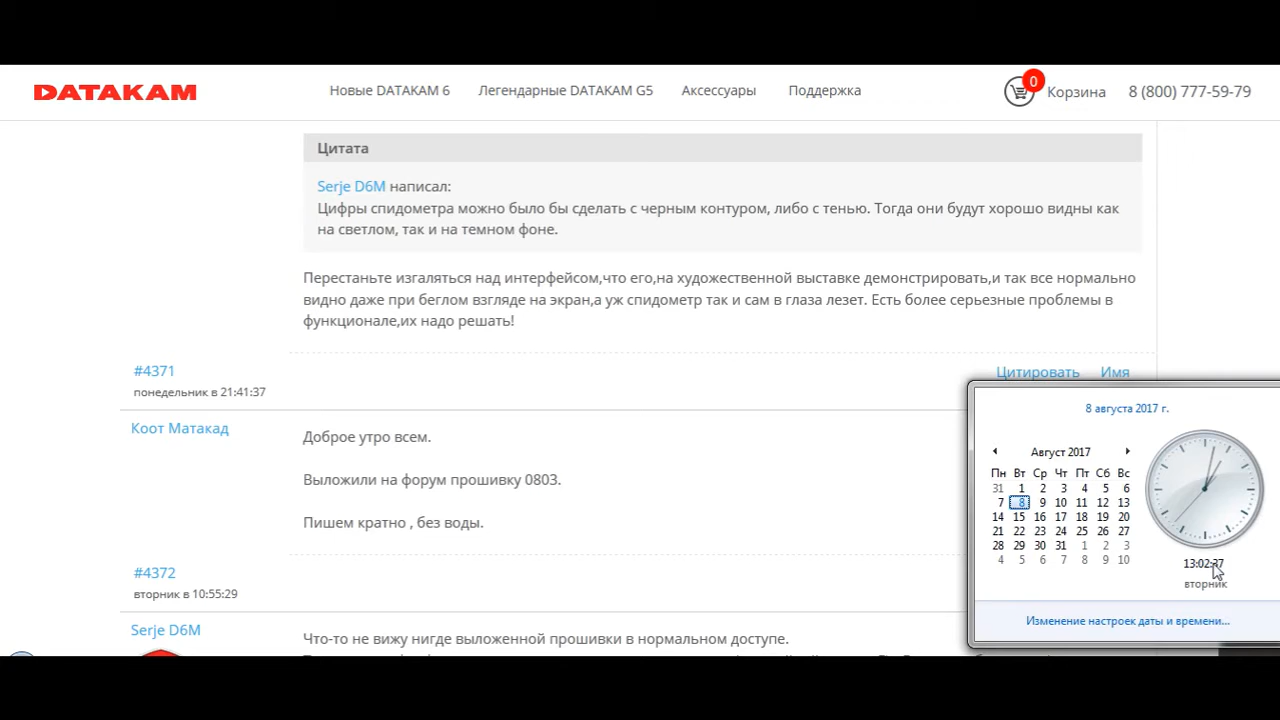 DATAKAM
Новые DATAKAM 6 Легендарные DATAKAM G5 Аксессуары Поддержка 0 Корзина 8 (800) 777-59-79
Цитата
Serje D6M написал:
Цифры спидометра можно было бы сделать с черным контуром, либо с тенью. Тогда они будут хорошо видны как
на светлом, так и на темном фоне.
Перестаньте изгаляться над интерфейсом,что его,на художественной выставке демонстрировать,и так все нормально
видно даже при беглом взгляде на экран,а уж спидометр так и сам в глаза лезет. Есть более серьезные проблемы в
функционале,их надо решать!
#4371
понедельник в 21:41:37
Цитировать Имя
Коот Матакад
Доброе утро всем.
Выложили на форум прошивку 0803.
Пишем кратно , без воды.
#4372
вторник в 10:55:29
Serje D6M
Что-то не вижу нигде выложенной прошивки в нормальном доступе.
8 августа 2017 г.
Август 2017
Пн Вт Ср Чт Пт Сб Вс
31 1 2 3 4 5 6
7 8 9 10 11 12 13
14 15 16 17 18 19 20
21 22 23 24 25 26 27
28 29 30 31 1 2 3
4 5 6 7 8 9 10
13:02:37
вторник
Изменение настроек даты и времени...